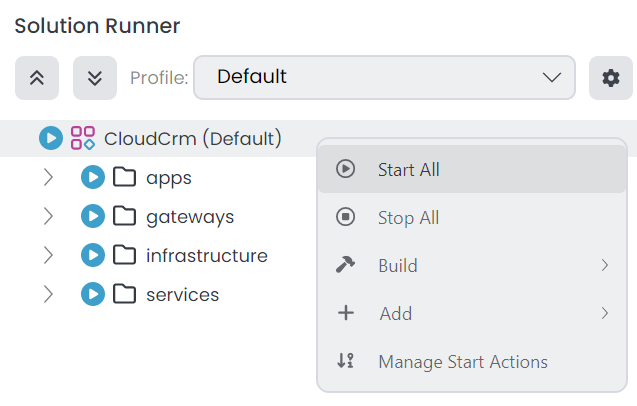 Solution Runner
Profile: Default
CloudCrm (Default)
apps
gateways
infrastructure
services
Start All
Stop All
Build
Add
Manage Start Actions